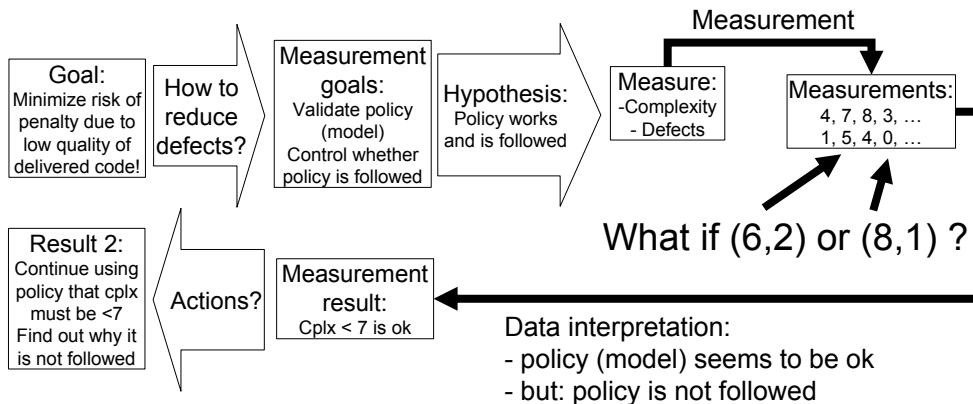 Measurement
Goal:
Minimize risk of
penalty due to
low quality of
delivered code!
How to
reduce
defects?
Measurement
goals:
Validate policy
(model)
Control whether
policy is followed
Hypothesis:
Policy works
and is followed
Measure:
-Complexity
- Defects
Measurements:
4, 7, 8, 3, …
1, 5, 4, 0, …
What if (6,2) or (8,1) ?
Result 2:
Continue using
policy that cplx
must be <7
Find out why it
is not followed
Actions?
Measurement
result:
Cplx < 7 is ok
Data interpretation:
- policy (model) seems to be ok
- but: policy is not followed